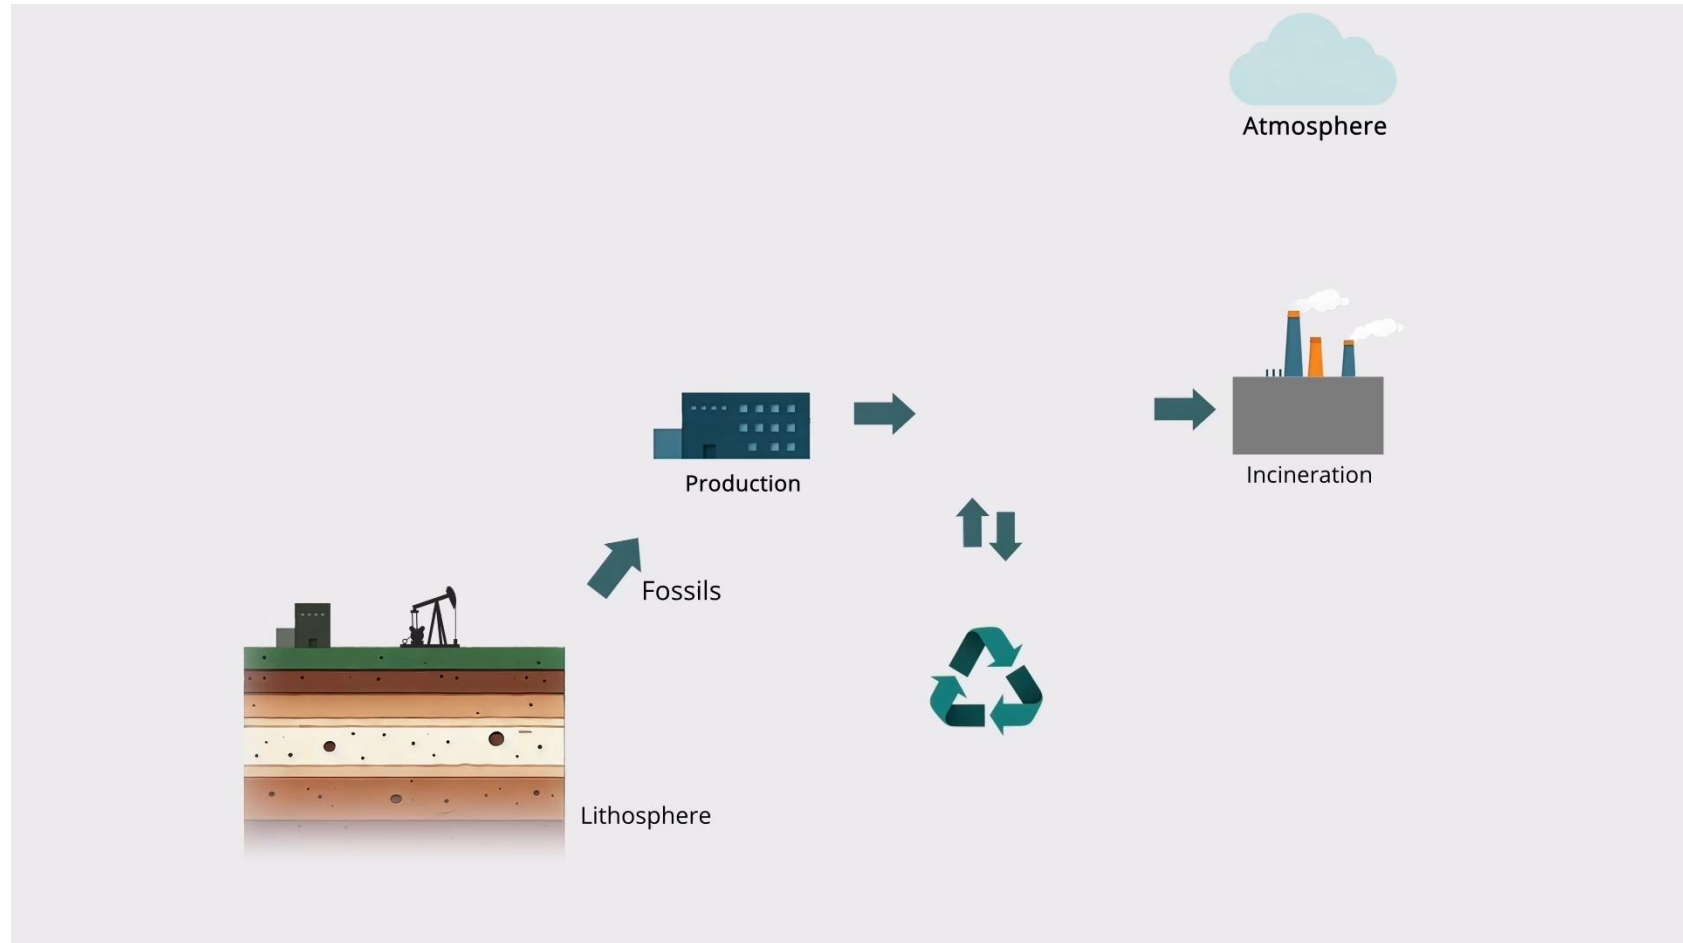 Atmosphere
Incineration
Production
Fossils
Lithosphere